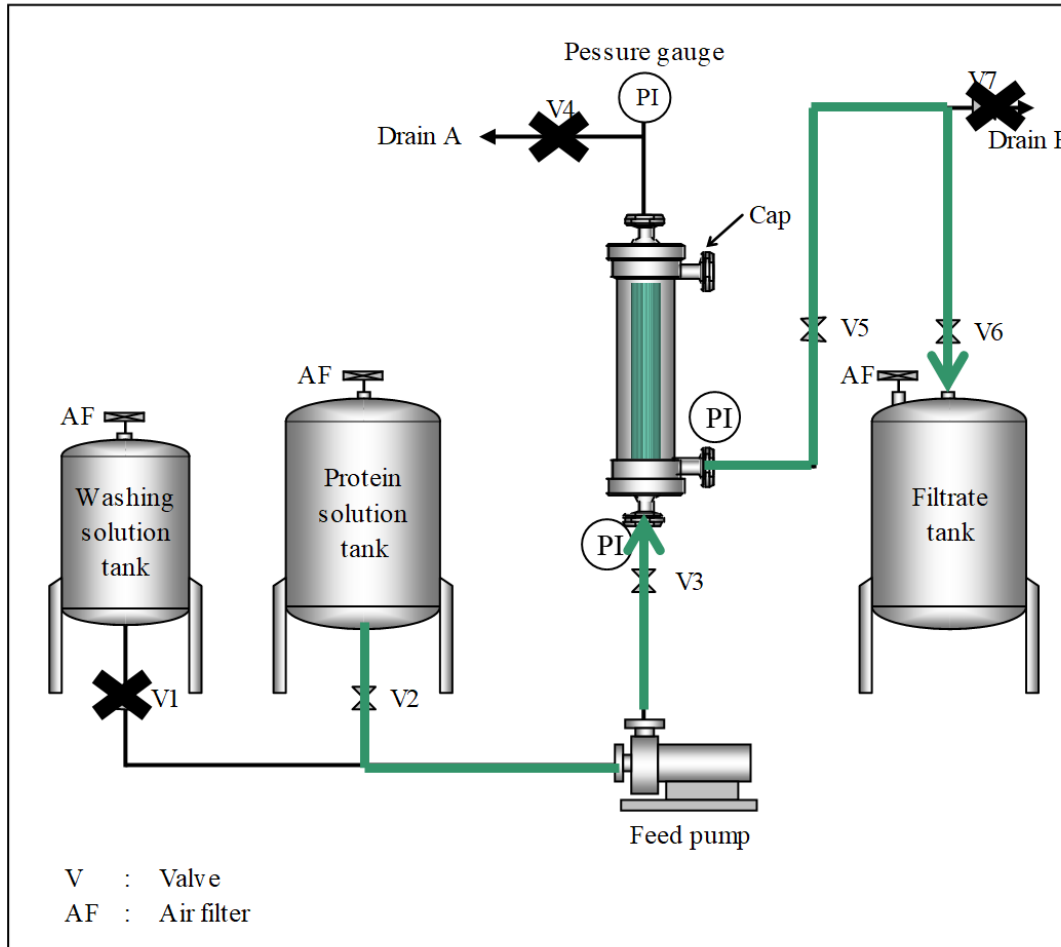 Pessure gauge
PI
V4
V7
Drain A
Drain B
Cap
V5
V6
AF
AF
AF
PI
Washing
solution
tank
Protein
solution
tank
Filtrate
tank
PI
V3
V1
V2
Feed pump
V : Valve
AF : Air filter